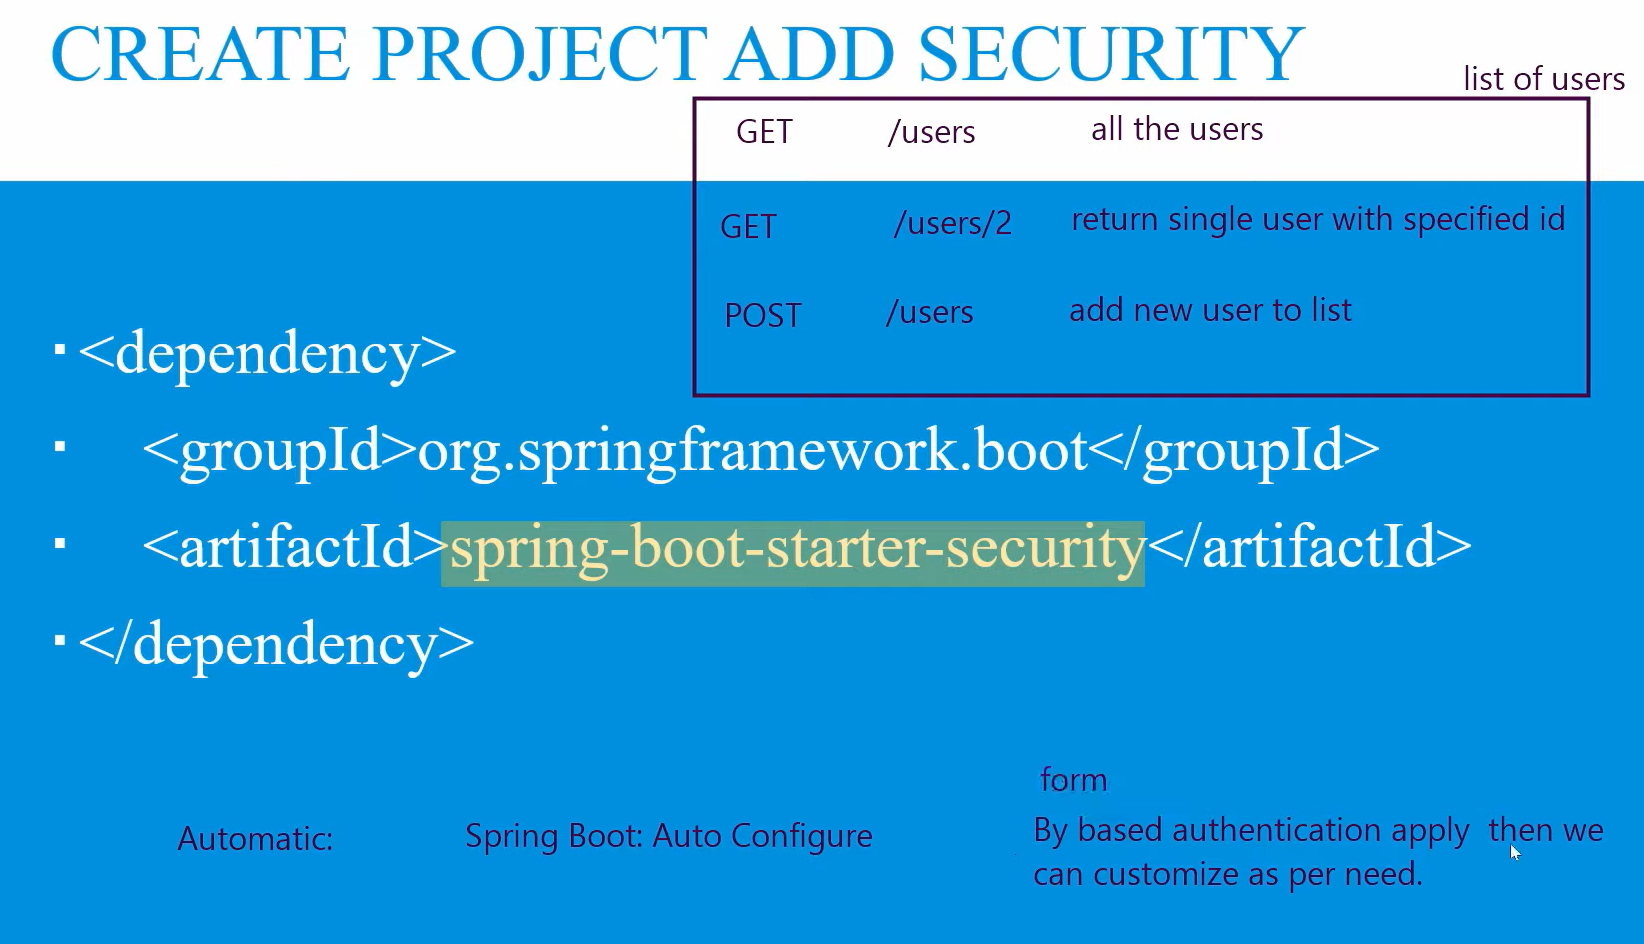 CREATE PROJECT ADD SECURITY
list of users
GET /users all the users
GET /users/2 return single user with specified id
POST /users add new user to list
▪ <dependency>
▪ <groupId>org.springframework.boot</groupId>
▪ <artifactId>spring-boot-starter-security</artifactId>
▪ </dependency>
Automatic: Spring Boot: Auto Configure
form
By based authentication apply then we
can customize as per need.